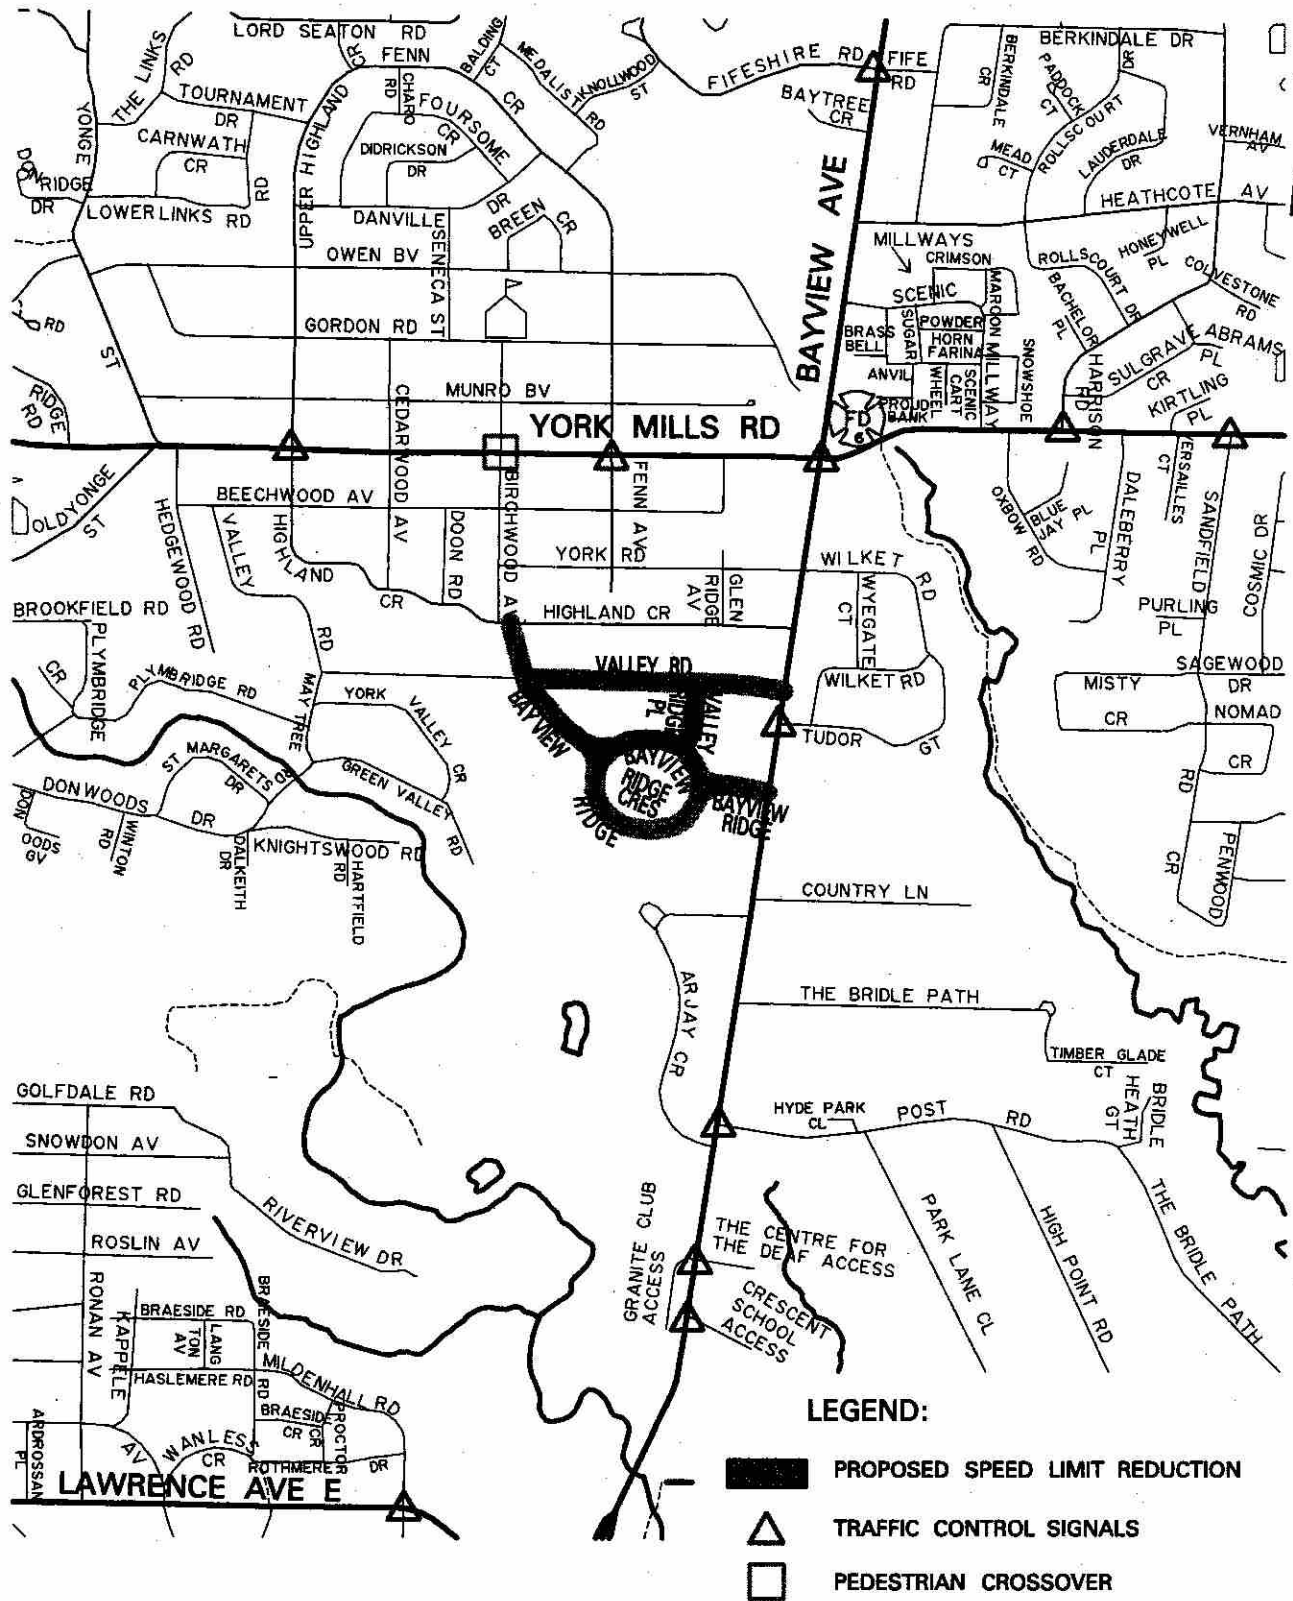 LORD SEATON RD
FENN
CR
BALDING
CT
MEDALIST
RD
KNOLLWOOD
ST
FIFESHIRE RD
FIFE
RD
BERKINDALE DR
BERKINDALE
CR
PADDOCK
CT
DR
ROLLSCOURT
YONGE
ST
THE LINKS
RD
TOURNAMENT
DR
CARNWATH
CR
RD
UPPER HIGHLAND
CR
FOURSOME
CR
DIDRICKSON
DR
BAYTREE
CR
MEAD
CT
LAUDERDALE
DR
VERNHAM
AV
DON
RIDGE
DR
LOWERLINKS RD
DANVILLE
DR
BREEN
CR
HEATHCOTE AV
OWEN BV
SENECA ST
BAYVIEW AVE
MILLWAYS
CRIMSON
SCENIC
MAROON
MILLWAY
ROLLSCOURT DR
HONEYWELL
PL
COLVESTONE
RD
BACHELOR
PL
GORDON RD
BRASS
BELL
SUGAR
POWDER
HORN
FARINA
SNOWSHOE
SULGRAVE
CR
ABRAMS
PL
KIRTLING
PL
HARRISON
RD
RIDGE
RD
RD
MUNRO BV
ANVIL
WHEEL
SCENIC
CART
PROUD
BANK
FD
6
YORK MILLS RD
CEDARWOOD AV
OLD YONGE
ST
BEECHWOOD AV
BIRCHWOOD AV
FENN AV
HEDGEWOOD RD
VALLEY
RD
HIGHLAND
CR
DOON RD
YORK RD
GLEN
RIDGE
AV
WILKET
RD
WYEGATE
CT
OXBOW RD
BLUE
JAY PL
DALEBERRY
PL
VERSAILLES
CT
SANDFIELD
RD
COSMIC DR
PURLING
PL
HIGHLAND CR
BROOKFIELD RD
PLYMBRIDGE
CR
PLYMBRIDGE RD
VALLEY RD
WILKET RD
SAGEWOOD
DR
MISTY
CR
NOMAD
CR
MAY TREE
RD
YORK
VALLEY
CR
BAYVIEW
RIDGE
VALLEY
RIDGE
PL
TUDOR
GT
ST MARGARETS
DR
GREEN VALLEY
RD
BAYVIEW
RIDGE
CRES
BAYVIEW
RIDGE
DONWOODS
DR
DON
OODS
GV
WINTON
RD
DALKEITH
DR
KNIGHTSWOOD RD
HARTFIELD
RD
CR
PENWOOD
COUNTRY LN
ARJAY CR
THE BRIDLE PATH
TIMBER GLADE
CT
GOLFDALE RD
HYDE PARK
CL
POST
RD
BRIDLE
HEATH
GT
SNOWDON AV
GLENFOREST RD
RIVERVIEW DR
GRANITE CLUB
ACCESS
THE CENTRE FOR
THE DEAF ACCESS
PARK LANE CL
HIGH POINT RD
THE BRIDLE PATH
ROSLIN AV
RONAN AV
KAPPELE
AV
BRAESIDE RD
LANG
TON
AV
BRAESIDE
RD
HASLEMERE RD
MILDENHALL RD
CRESCENT
SCHOOL
ACCESS
ARDROSSAN
PL
WANLESS
CR
BRAESIDE
CR
PROCTOR
CR
ROTHMERE
DR
LAWRENCE AVE E
LEGEND:
PROPOSED SPEED LIMIT REDUCTION
TRAFFIC CONTROL SIGNALS
PEDESTRIAN CROSSOVER